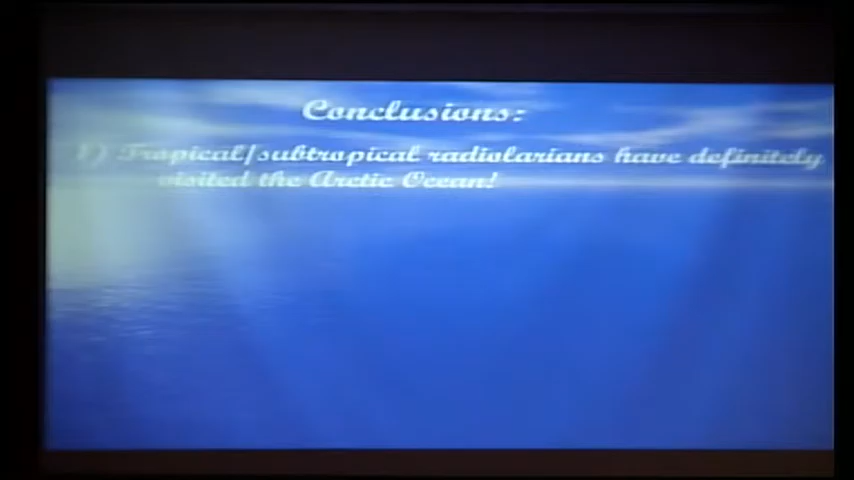 Conclusions:
1) Tropical/subtropical radiolarians have definitely
visited the Arctic Ocean!